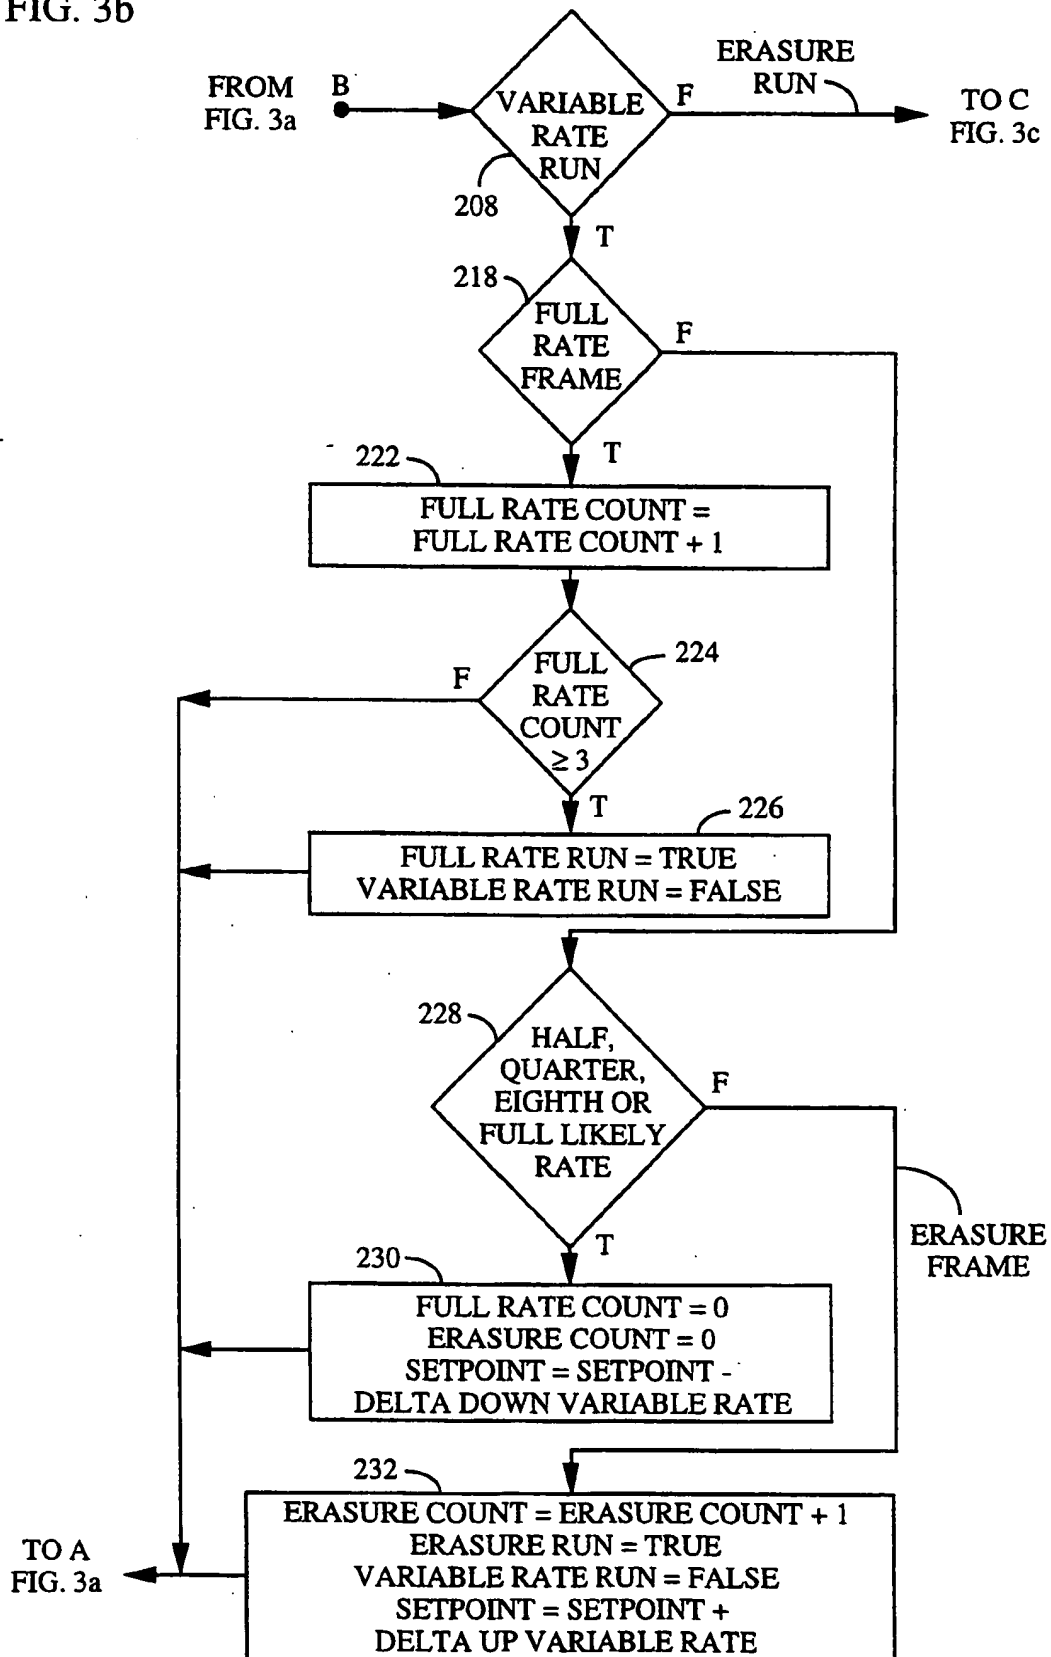 FIG. 3b
ERASURE
RUN
FROM
FIG. 3a
B
VARIABLE
RATE
RUN
F
TO C
FIG. 3c
208
T
218
FULL
RATE
FRAME
F
T
222
FULL RATE COUNT =
FULL RATE COUNT + 1
224
FULL
RATE
COUNT
≥ 3
F
T
226
FULL RATE RUN = TRUE
VARIABLE RATE RUN = FALSE
228
HALF,
QUARTER,
EIGHTH OR
FULL LIKELY
RATE
F
ERASURE
FRAME
T
230
FULL RATE COUNT = 0
ERASURE COUNT = 0
SETPOINT = SETPOINT -
DELTA DOWN VARIABLE RATE
232
ERASURE COUNT = ERASURE COUNT + 1
ERASURE RUN = TRUE
VARIABLE RATE RUN = FALSE
SETPOINT = SETPOINT +
DELTA UP VARIABLE RATE
TO A
FIG. 3a